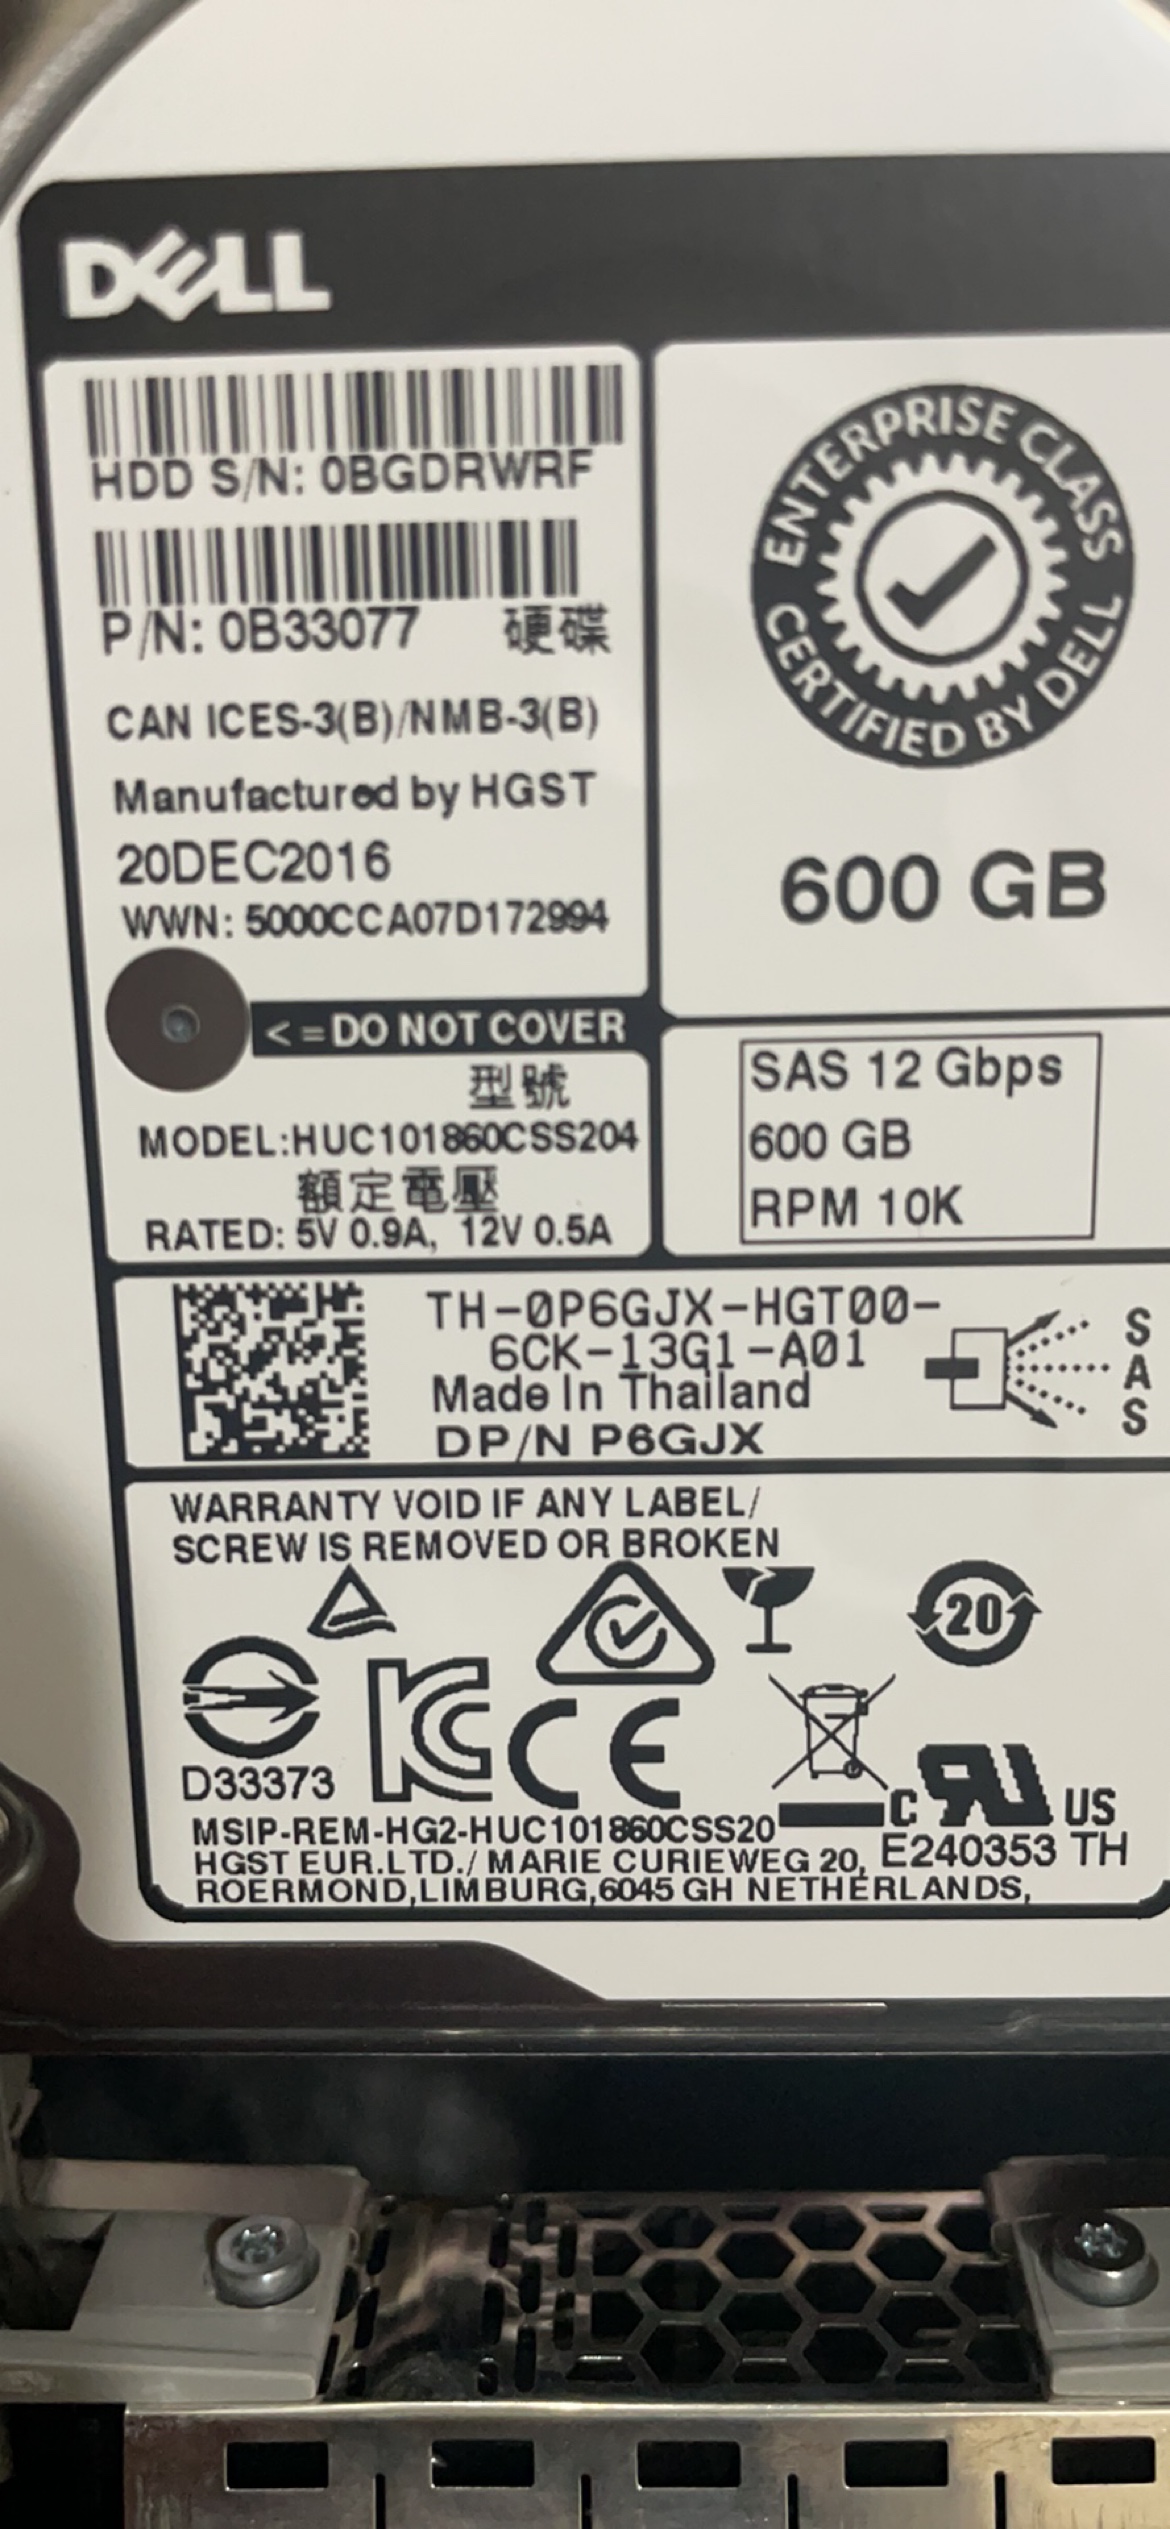 DELL
HDD S/N: 0BGDRWRF
P/N: 0B33077 硬碟
CAN ICES-3(B)/NMB-3(B)
Manufactured by HGST
20DEC2016
WWN: 5000CCA07D172994
<=DO NOT COVER
型號
MODEL:HUC101860CSS204
額定電壓
RATED: 5V 0.9A, 12V 0.5A
ENTERPRISE CLASS
CERTIFIED BY DELL
600 GB
SAS 12 Gbps
600 GB
RPM 10K
TH-0P6GJX-HGT00-
6CK-13G1-A01
Made In Thailand
DP/N P6GJX
SAS
WARRANTY VOID IF ANY LABEL/
SCREW IS REMOVED OR BROKEN
20
D33373
KC CE
c RU US
MSIP-REM-HG2-HUC101860CSS20
E240353 TH
HGST EUR.LTD./ MARIE CURIEWEG 20,
ROERMOND,LIMBURG,6045 GH NETHERLANDS,